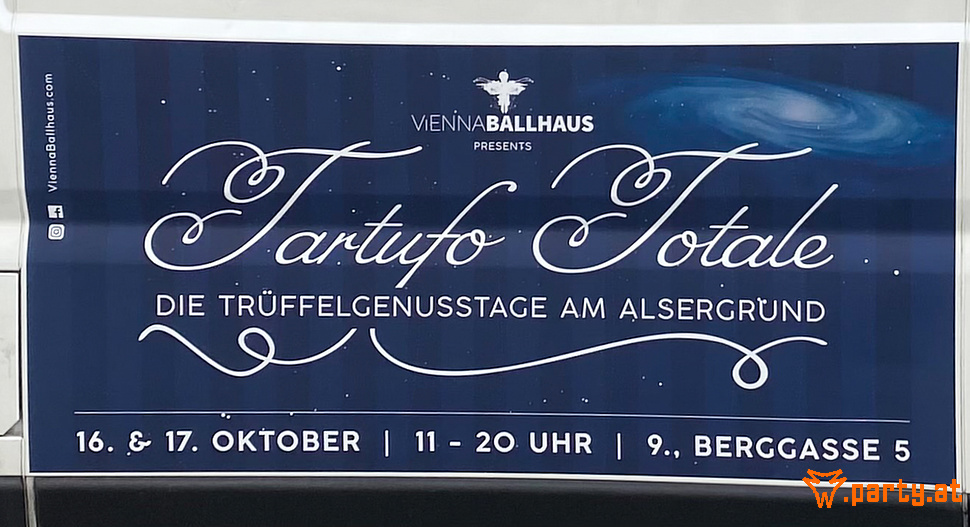 ViENNABALLHAUS
PRESENTS
Tartufo Totale
DIE TRÜFFELGENUSSTAGE AM ALSERGRUND
16. & 17. OKTOBER | 11 - 20 UHR | 9., BERGGASSE 5
ViennaBallhaus.com
w.party.at